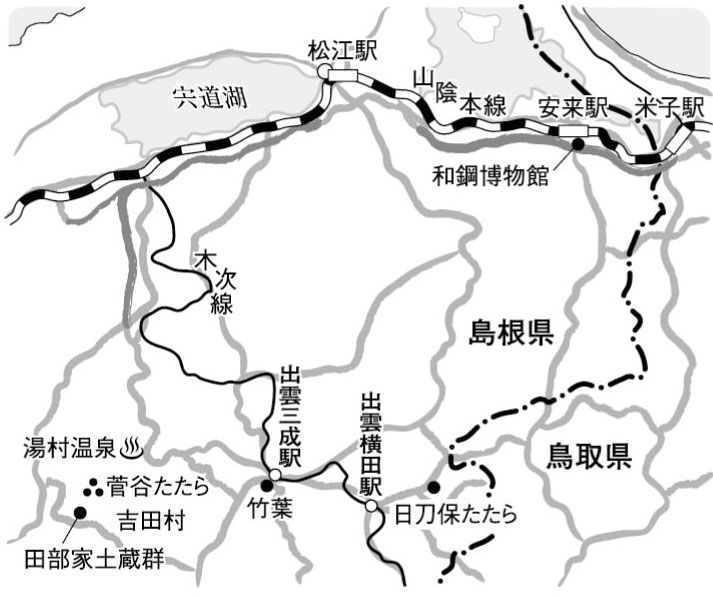 松江駅
宍道湖
山陰本線
安来駅
米子駅
和鋼博物館
木次線
島根県
出雲三成駅
出雲横田駅
湯村温泉
鳥取県
菅谷たたら
吉田村
竹葉
日刀保たたら
田部家土蔵群